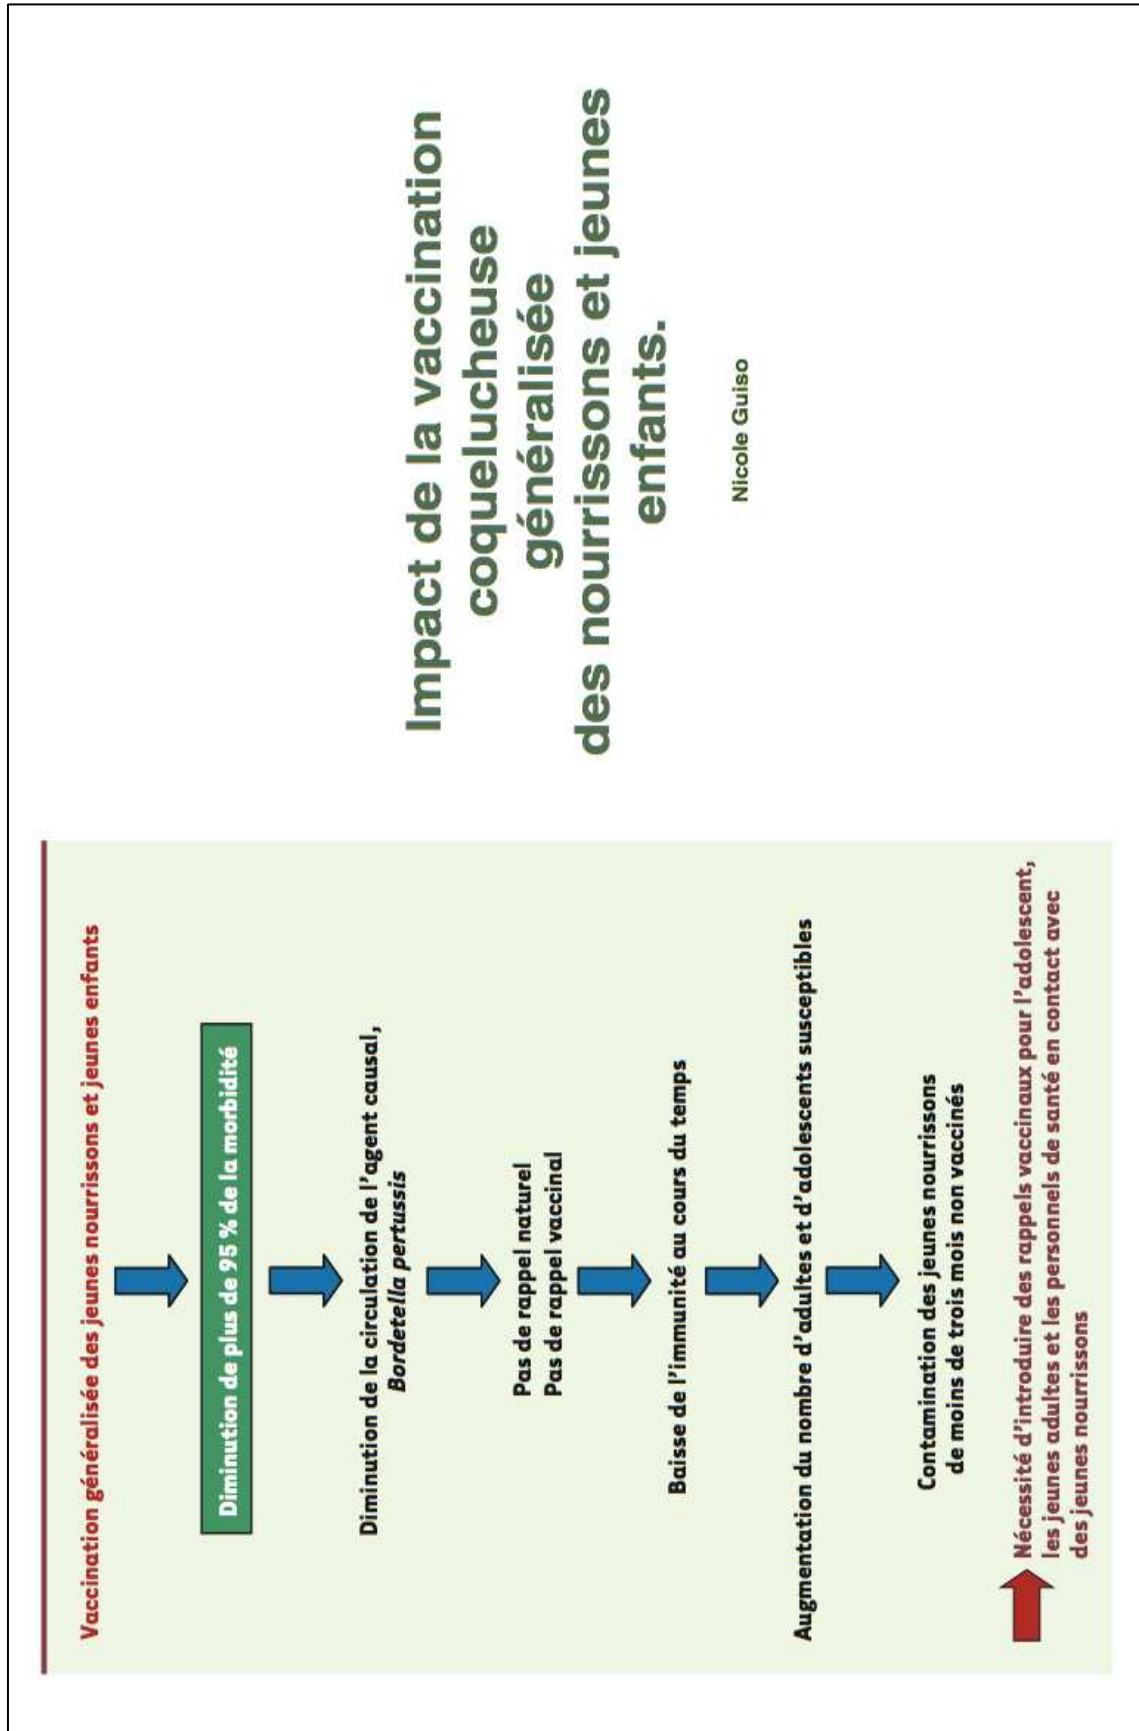 Vaccination généralisée des jeunes nourrissons et jeunes enfants
Diminution de plus de 95 % de la morbidité
Diminution de la circulation de l'agent causal,
Bordetella pertussis
Pas de rappel naturel
Pas de rappel vaccinal
Baisse de l'immunité au cours du temps
Augmentation du nombre d'adultes et d'adolescents susceptibles
Contamination des jeunes nourrissons
de moins de trois mois non vaccinés
Nécessité d'introduire des rappels vaccinaux pour l'adolescent,
les jeunes adultes et les personnels de santé en contact avec
des jeunes nourrissons
Impact de la vaccination
coquelucheuse
généralisée
des nourrissons et jeunes
enfants.
Nicole Guiso